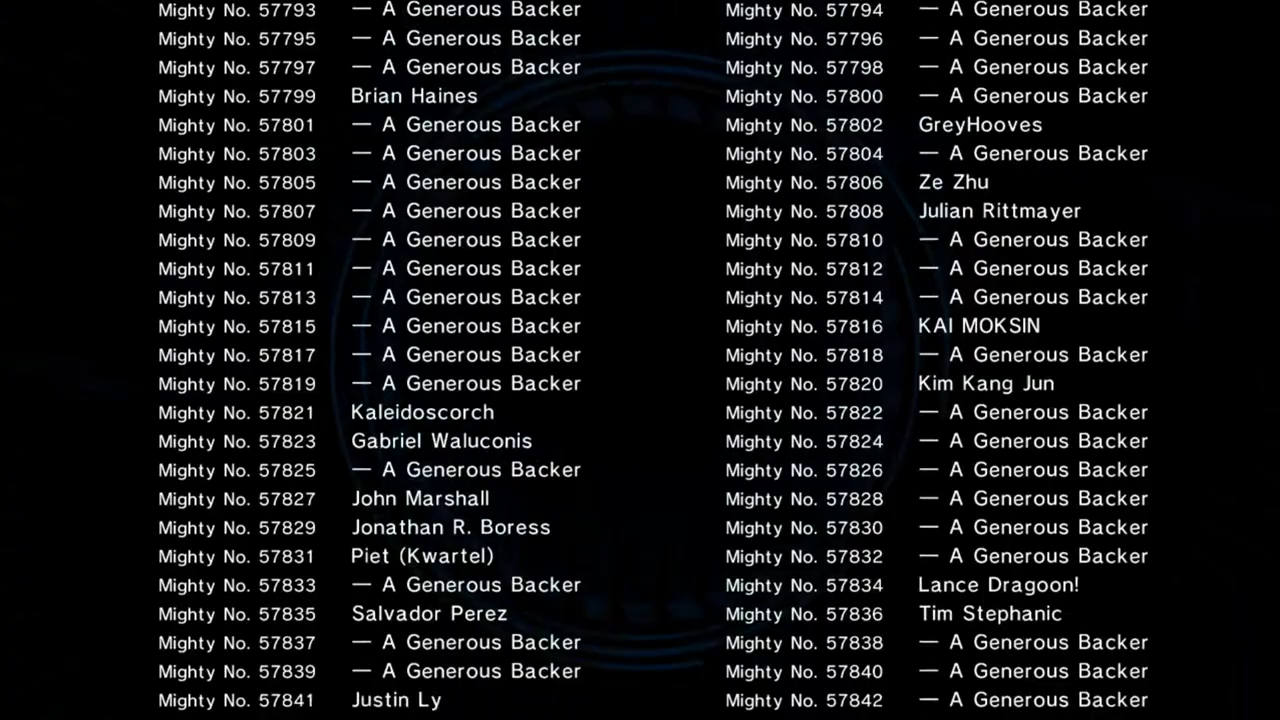 Mighty No. 57793 — A Generous Backer Mighty No. 57794 — A Generous Backer
Mighty No. 57795 — A Generous Backer Mighty No. 57796 — A Generous Backer
Mighty No. 57797 — A Generous Backer Mighty No. 57798 — A Generous Backer
Mighty No. 57799 Brian Haines Mighty No. 57800 — A Generous Backer
Mighty No. 57801 — A Generous Backer Mighty No. 57802 GreyHooves
Mighty No. 57803 — A Generous Backer Mighty No. 57804 — A Generous Backer
Mighty No. 57805 — A Generous Backer Mighty No. 57806 Ze Zhu
Mighty No. 57807 — A Generous Backer Mighty No. 57808 Julian Rittmayer
Mighty No. 57809 — A Generous Backer Mighty No. 57810 — A Generous Backer
Mighty No. 57811 — A Generous Backer Mighty No. 57812 — A Generous Backer
Mighty No. 57813 — A Generous Backer Mighty No. 57814 — A Generous Backer
Mighty No. 57815 — A Generous Backer Mighty No. 57816 KAI MOKSIN
Mighty No. 57817 — A Generous Backer Mighty No. 57818 — A Generous Backer
Mighty No. 57819 — A Generous Backer Mighty No. 57820 Kim Kang Jun
Mighty No. 57821 Kaleidoscorch Mighty No. 57822 — A Generous Backer
Mighty No. 57823 Gabriel Waluconis Mighty No. 57824 — A Generous Backer
Mighty No. 57825 — A Generous Backer Mighty No. 57826 — A Generous Backer
Mighty No. 57827 John Marshall Mighty No. 57828 — A Generous Backer
Mighty No. 57829 Jonathan R. Boress Mighty No. 57830 — A Generous Backer
Mighty No. 57831 Piet (Kwartel) Mighty No. 57832 — A Generous Backer
Mighty No. 57833 — A Generous Backer Mighty No. 57834 Lance Dragoon!
Mighty No. 57835 Salvador Perez Mighty No. 57836 Tim Stephanic
Mighty No. 57837 — A Generous Backer Mighty No. 57838 — A Generous Backer
Mighty No. 57839 — A Generous Backer Mighty No. 57840 — A Generous Backer
Mighty No. 57841 Justin Ly Mighty No. 57842 — A Generous Backer